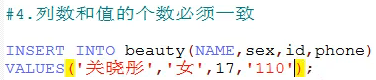 #4.列数和值的个数必须一致
INSERT INTO beauty(NAME,sex,id,phone)
VALUES('关晓彤','女',17,'110');